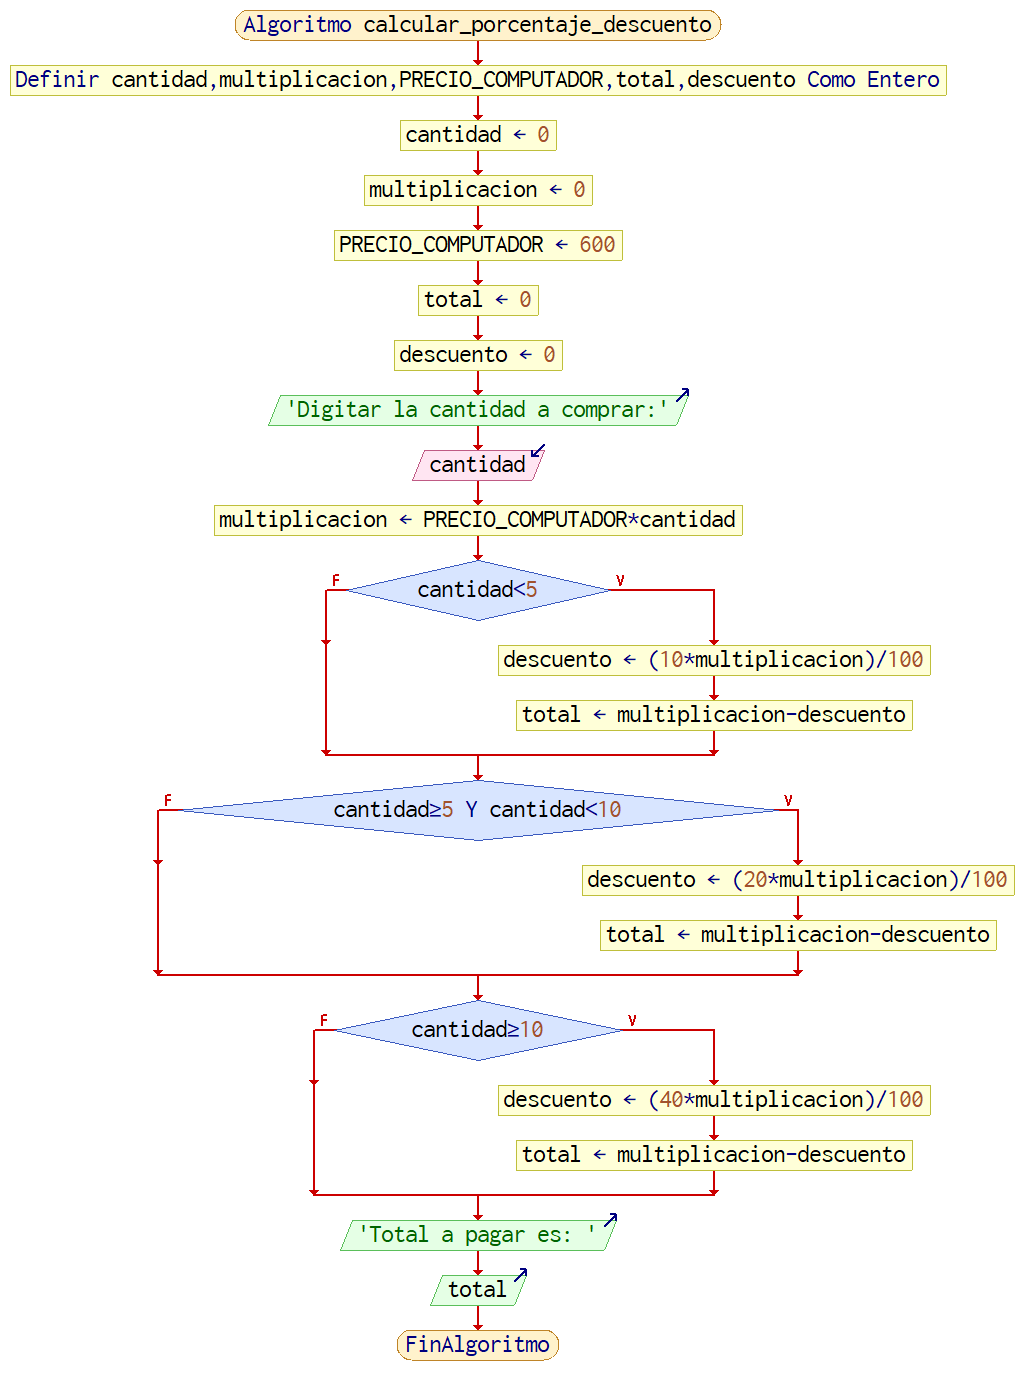 Algoritmo calcular_porcentaje_descuento
Definir cantidad,multiplicacion,PRECIO_COMPUTADOR,total,descuento Como Entero
cantidad ← 0
multiplicacion ← 0
PRECIO_COMPUTADOR ← 600
total ← 0
descuento ← 0
'Digitar la cantidad a comprar:'
cantidad
multiplicacion ← PRECIO_COMPUTADOR*cantidad
F
cantidad<5
V
descuento ← (10*multiplicacion)/100
total ← multiplicacion-descuento
F
cantidad≥5 Y cantidad<10
V
descuento ← (20*multiplicacion)/100
total ← multiplicacion-descuento
F
cantidad≥10
V
descuento ← (40*multiplicacion)/100
total ← multiplicacion-descuento
'Total a pagar es: '
total
FinAlgoritmo